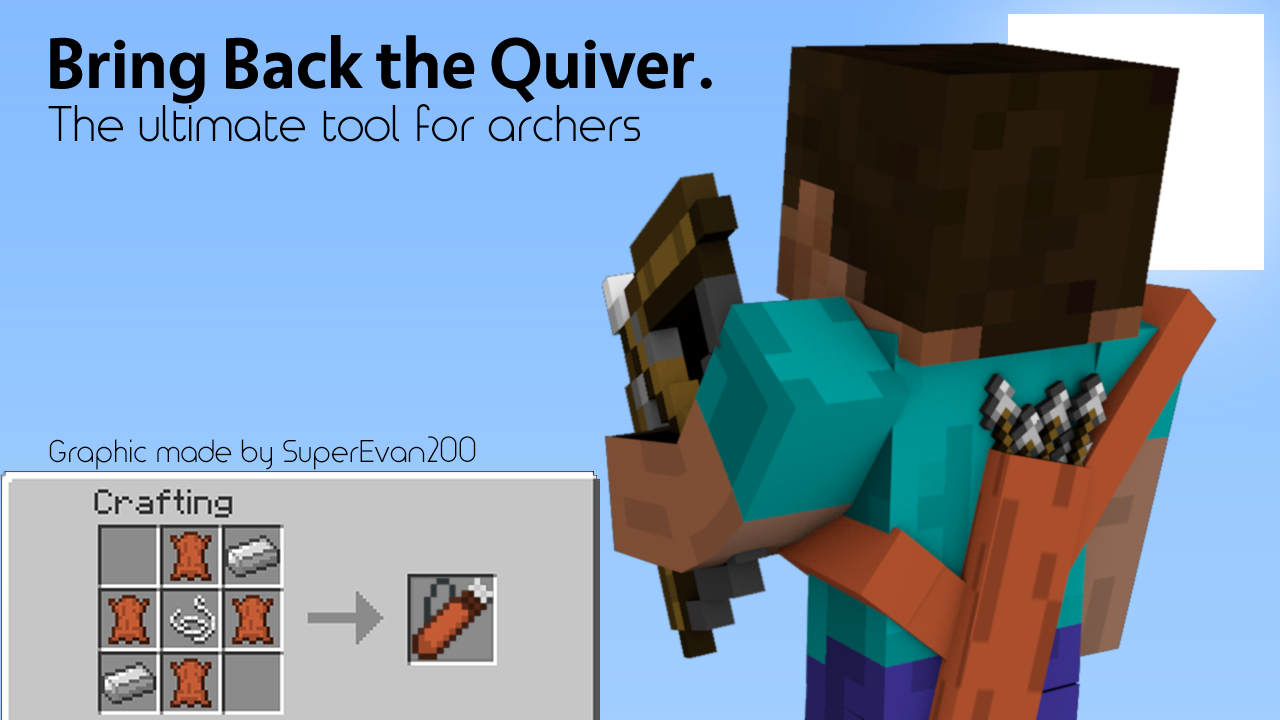 Bring Back the Quiver.
The ultimate tool for archers
Graphic made by SuperEvan200
Crafting